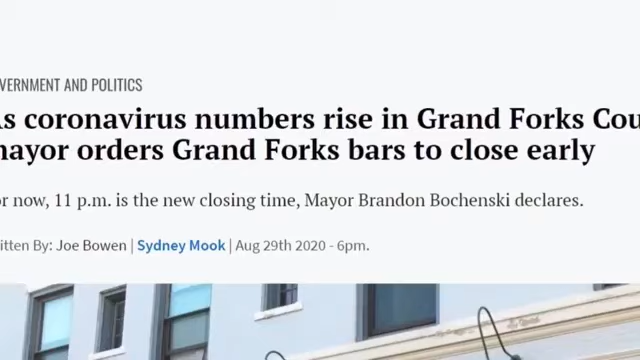 VERNMENT AND POLITICS
s coronavirus numbers rise in Grand Forks Cou
mayor orders Grand Forks bars to close early
or now, 11 p.m. is the new closing time, Mayor Brandon Bochenski declares.
itten By: Joe Bowen | Sydney Mook | Aug 29th 2020 - 6pm.